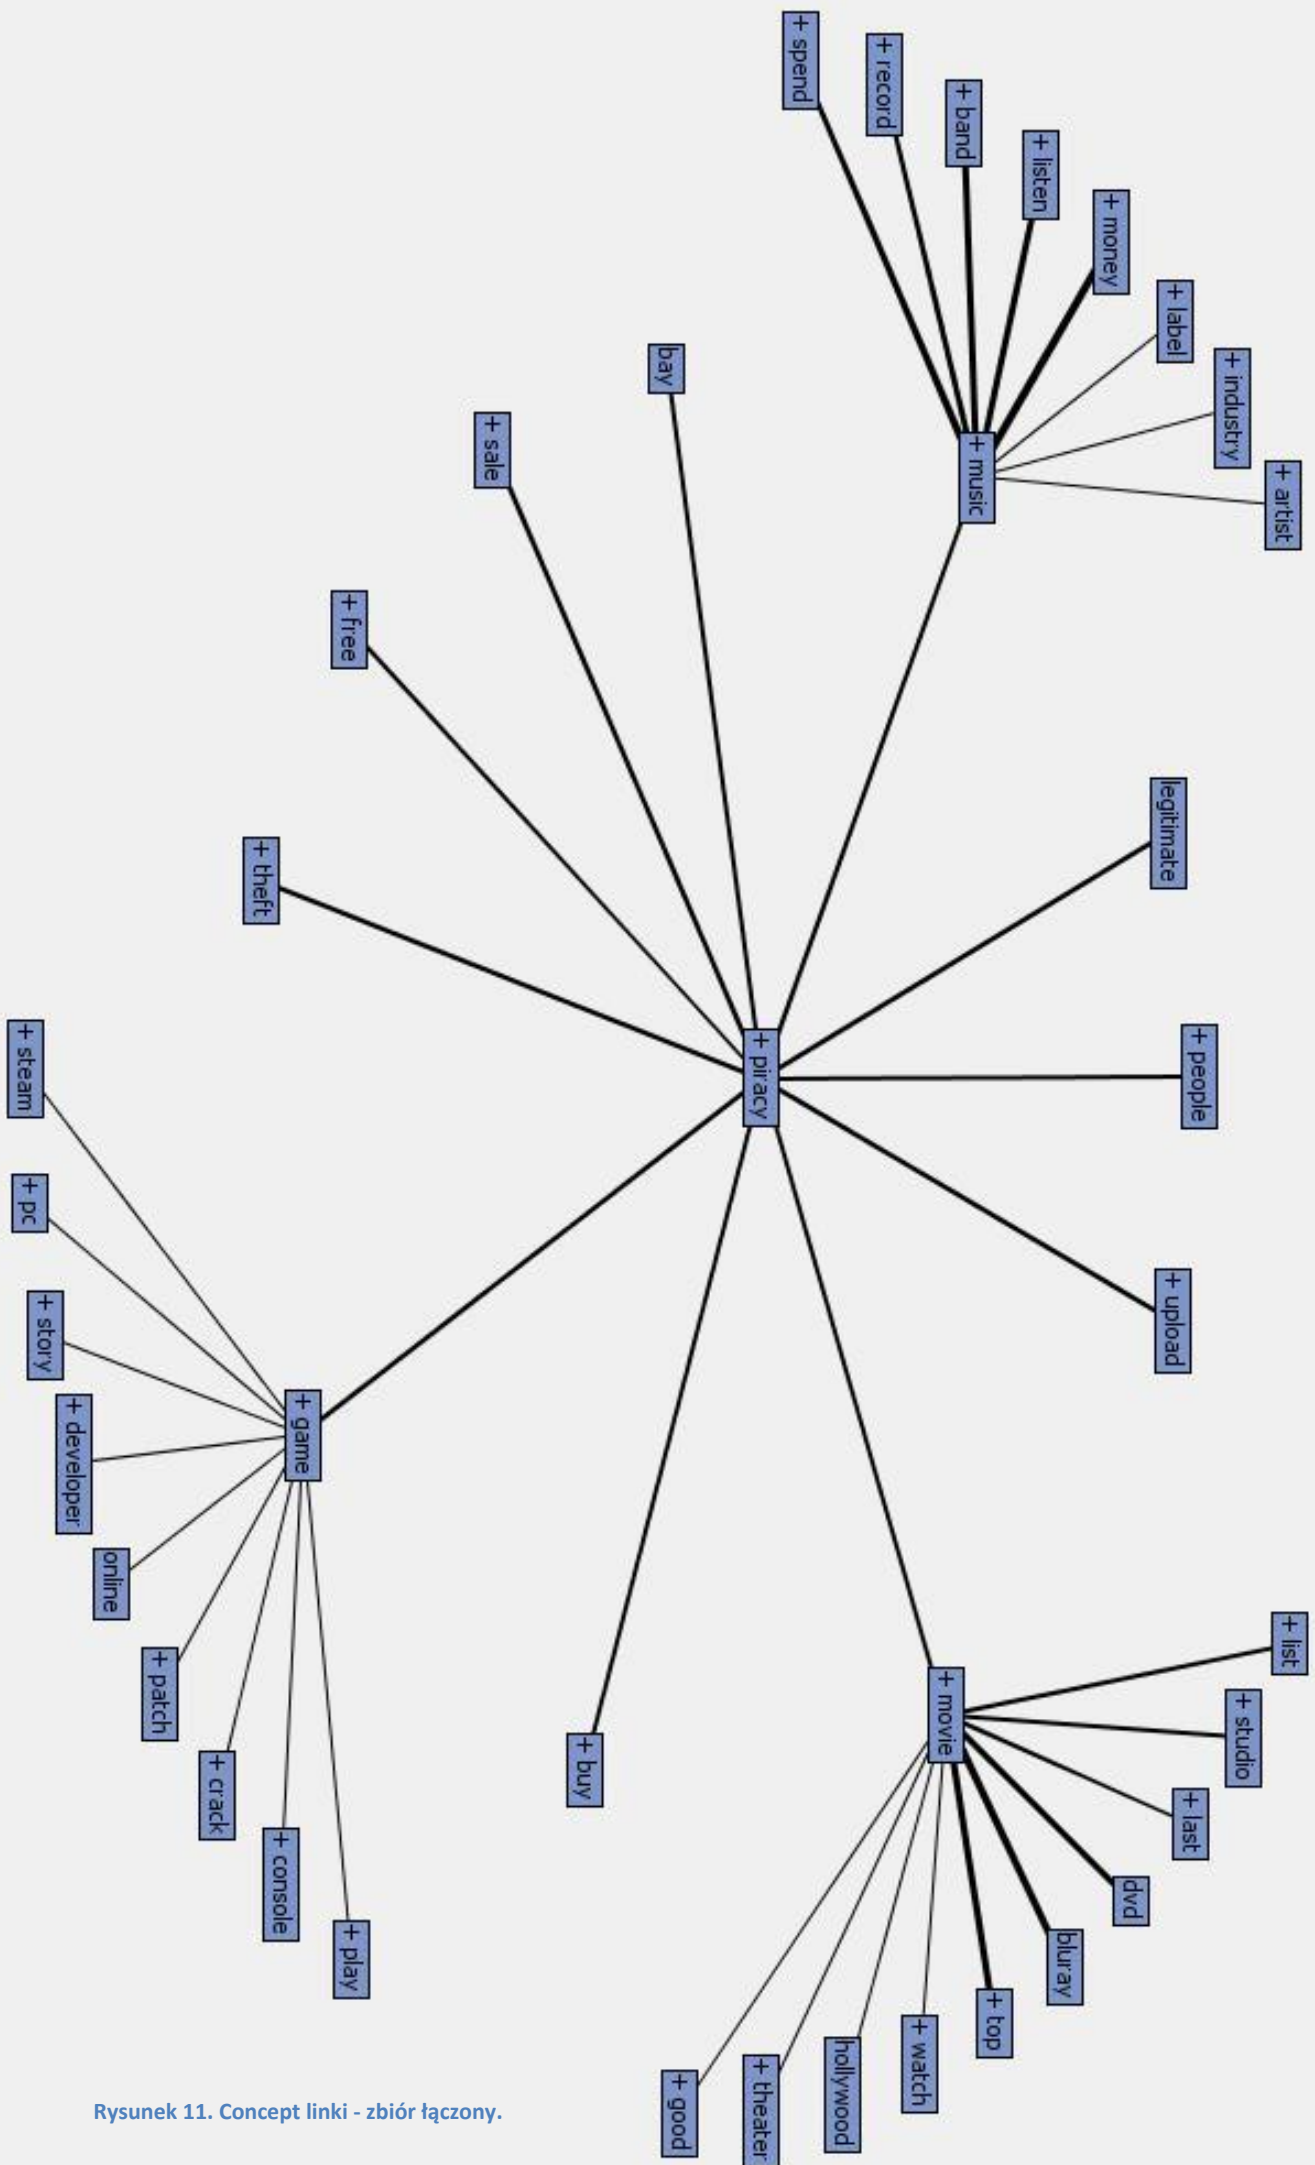 + spend
+ record
+ band
+ listen
+ money
+ label
+ industry
+ artist
+ music
bay
+ sale
+ free
+ theft
legitimate
+ people
+ upload
+ piracy
+ steam
+ pc
+ story
+ developer
online
+ patch
+ crack
+ console
+ play
+ game
+ buy
+ movie
+ list
+ studio
+ last
dvd
bluray
+ top
+ watch
hollywood
+ theater
+ good
Rysunek 11. Concept linki - zbiór łączony.